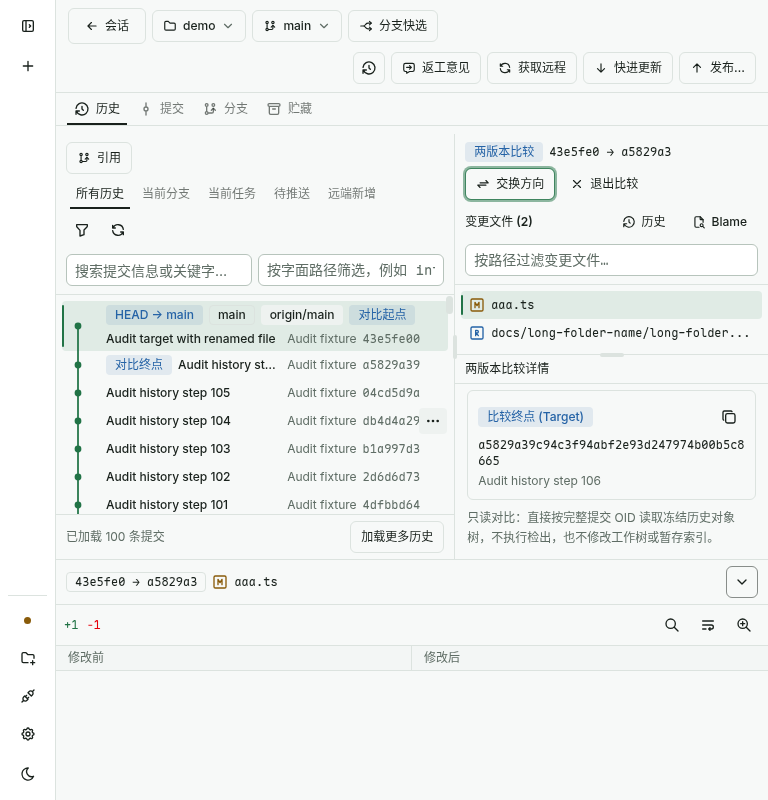 会话
demo
main
分支快选
返工意见
获取远程
快进更新
发布...
历史
提交
分支
贮藏
引用
所有历史
当前分支
当前任务
待推送
远端新增
搜索提交信息或关键字...
按字面路径筛选，例如 in
HEAD → main
main
origin/main
对比起点
Audit target with renamed file Audit fixture 43e5fe00
对比终点 Audit history st... Audit fixture a5829a39
Audit history step 105 Audit fixture 04cd5d9a
Audit history step 104 Audit fixture db4d4a29
Audit history step 103 Audit fixture b1a997d3
Audit history step 102 Audit fixture 2d6d6d73
Audit history step 101 Audit fixture 4dfbbd64
已加载 100 条提交
加载更多历史
两版本比较 43e5fe0 → a5829a3
交换方向
退出比较
变更文件 (2)
历史
Blame
按路径过滤变更文件…
M aaa.ts
R docs/long-folder-name/long-folder...
两版本比较详情
比较终点 (Target)
a5829a39c94c3f94abf2e93d247974b00b5c8
665
Audit history step 106
只读对比：直接按完整提交 OID 读取冻结历史对象
树，不执行检出，也不修改工作树或暂存索引。
43e5fe0 → a5829a3 M aaa.ts
+1 -1
修改前
修改后